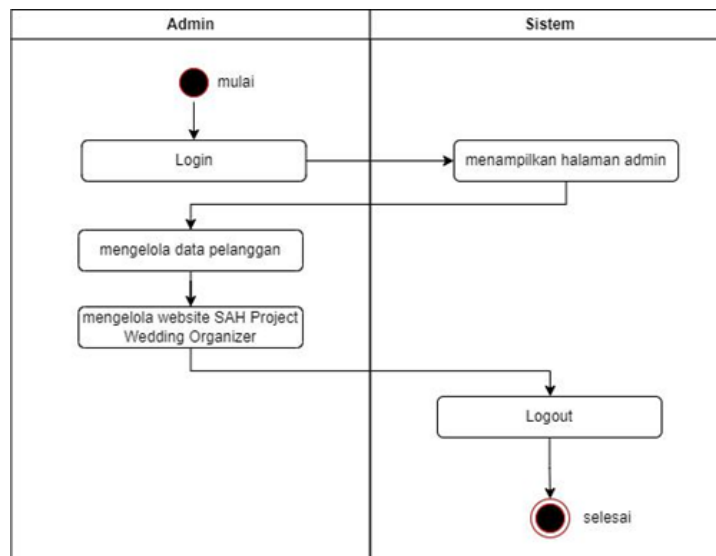 Admin
Sistem
mulai
Login
menampilkan halaman admin
mengelola data pelanggan
mengelola website SAH Project
Wedding Organizer
Logout
selesai